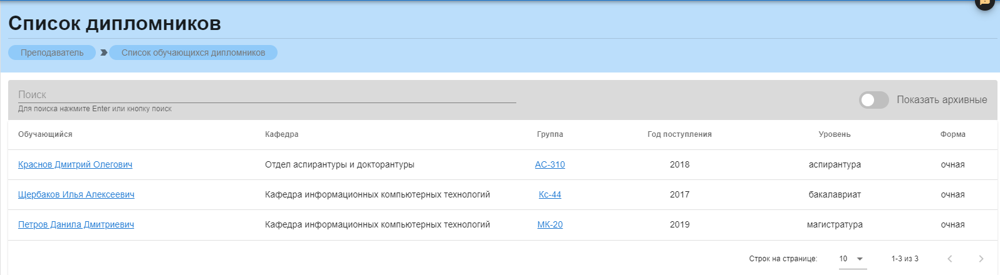 Список дипломников
Преподаватель Список обучающихся дипломников
Поиск
Показать архивные
Для поиска нажмите Enter или кнопку поиск
Обучающийся Кафедра Группа Год поступления Уровень Форма
Краснов Дмитрий Олегович Отдел аспирантуры и докторантуры АС-310 2018 аспирантура очная
Щербаков Илья Алексеевич Кафедра информационных компьютерных технологий Кс-44 2017 бакалавриат очная
Петров Данила Дмитриевич Кафедра информационных компьютерных технологий МК-20 2019 магистратура очная
Строк на странице: 10 1-3 из 3